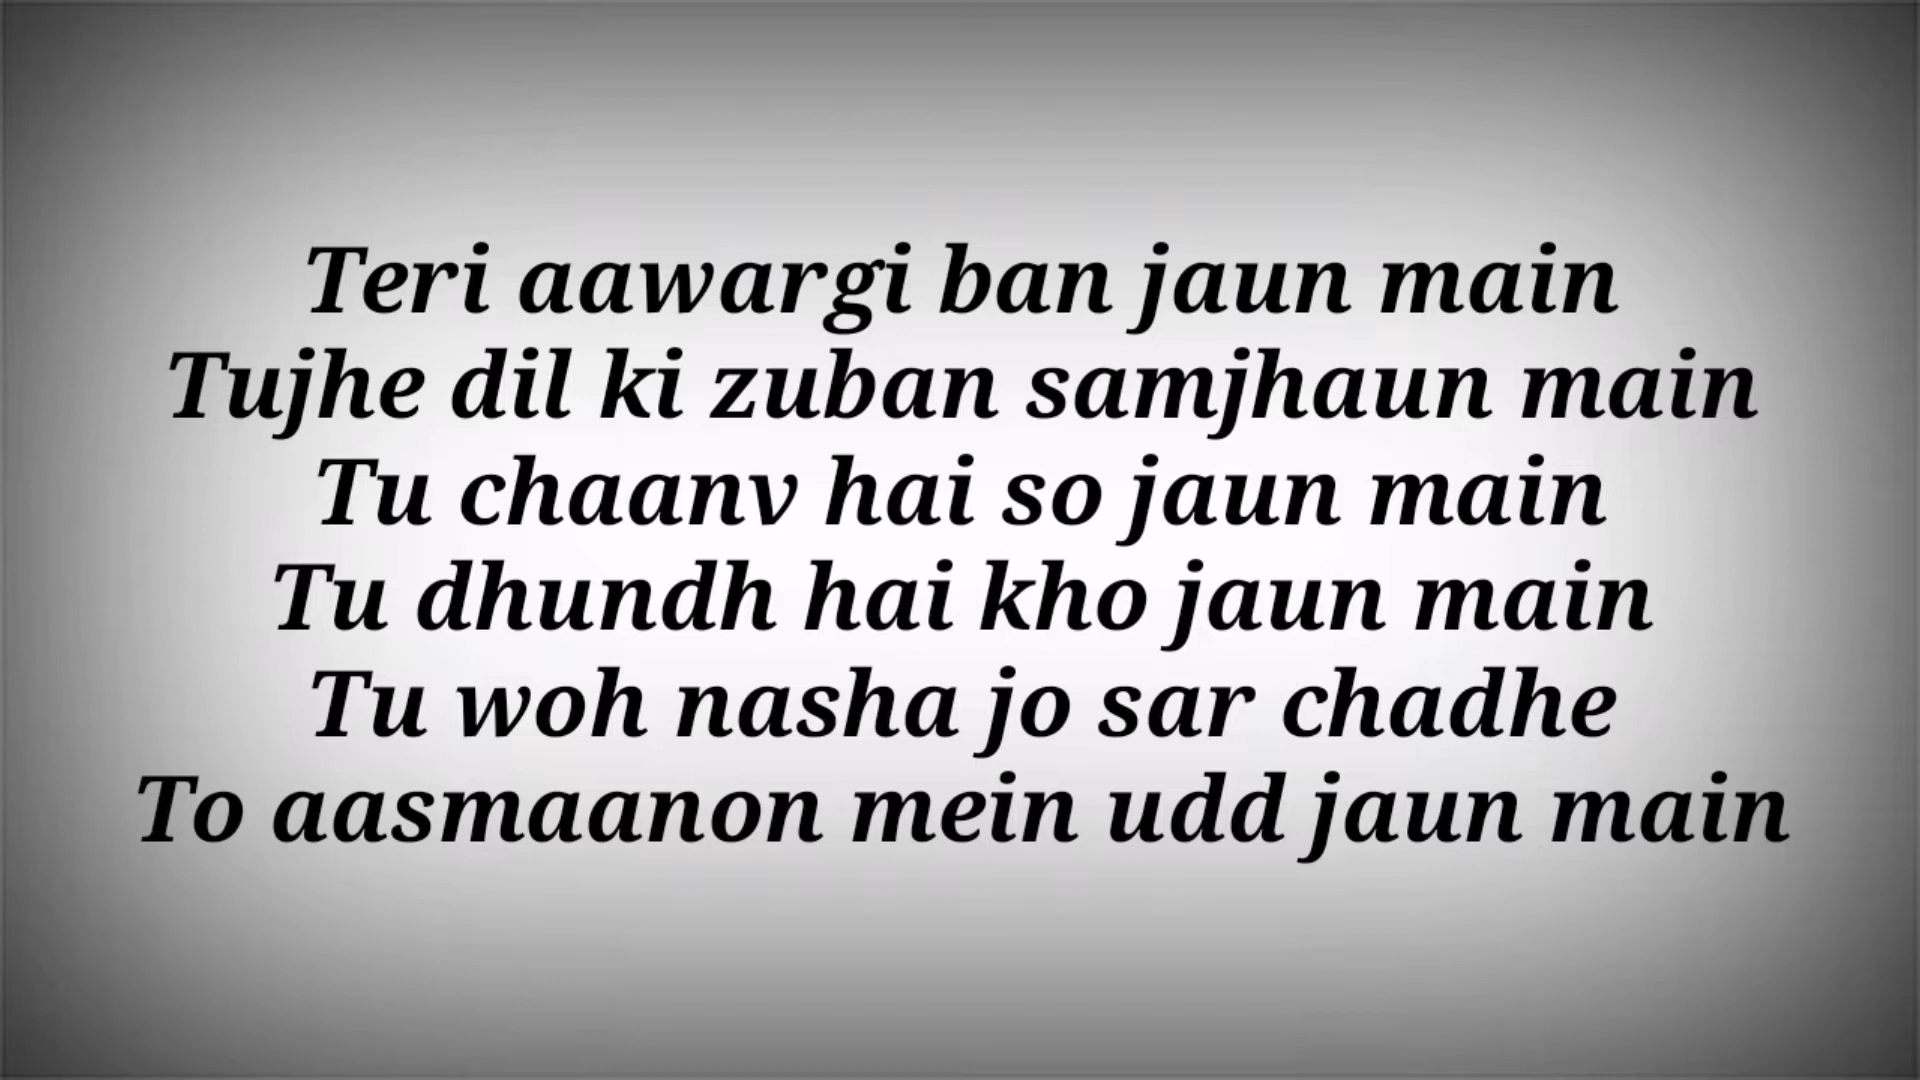 Teri aawargi ban jaun main
Tujhe dil ki zuban samjhaun main
Tu chaanv hai so jaun main
Tu dhundh hai kho jaun main
Tu woh nasha jo sar chadhe
To aasmaanon mein udd jaun main